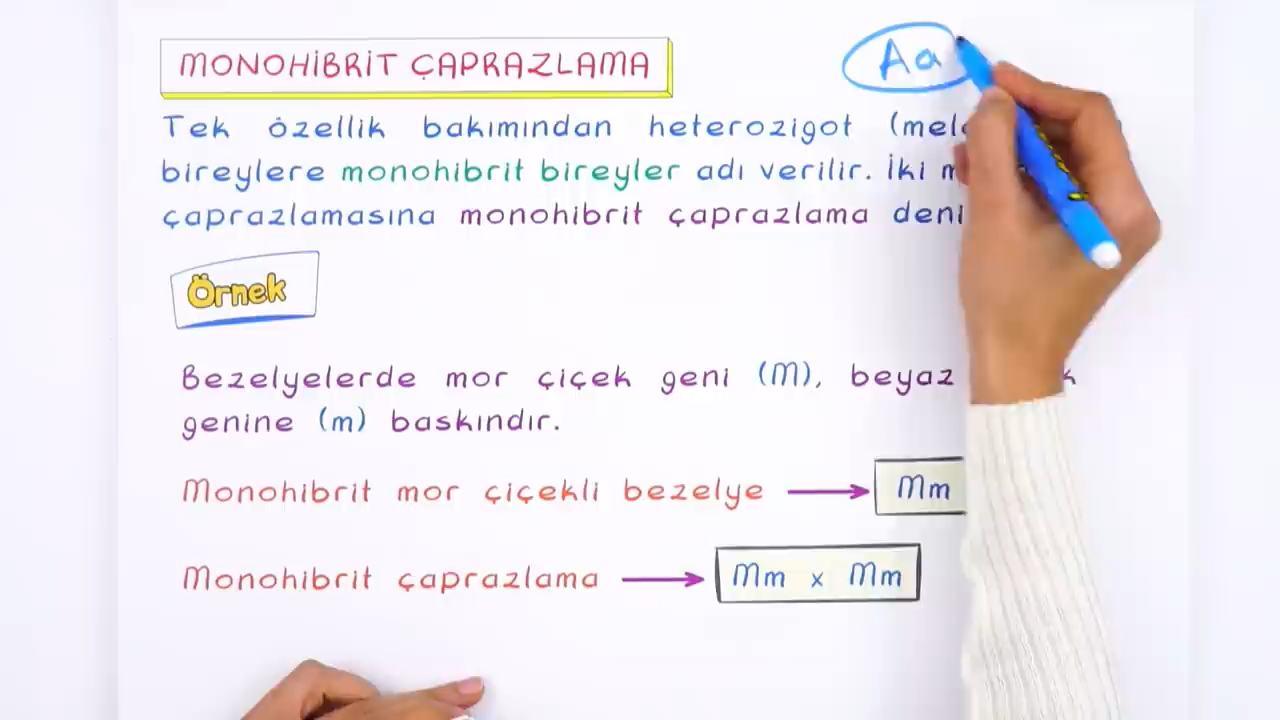 MONOHİBRİT ÇAPRAZLAMA
Aa
Tek özellik bakımından heterozigot
bireylere monohibrit bireyler adı verilir. İki
çaprazlamasına monohibrit çaprazlama
Örnek
Bezelyelerde mor çiçek geni (M), beyaz
genine (m) baskındır.
Monohibrit mor çiçekli bezelye → Mm
Monohibrit çaprazlama → Mm x Mm